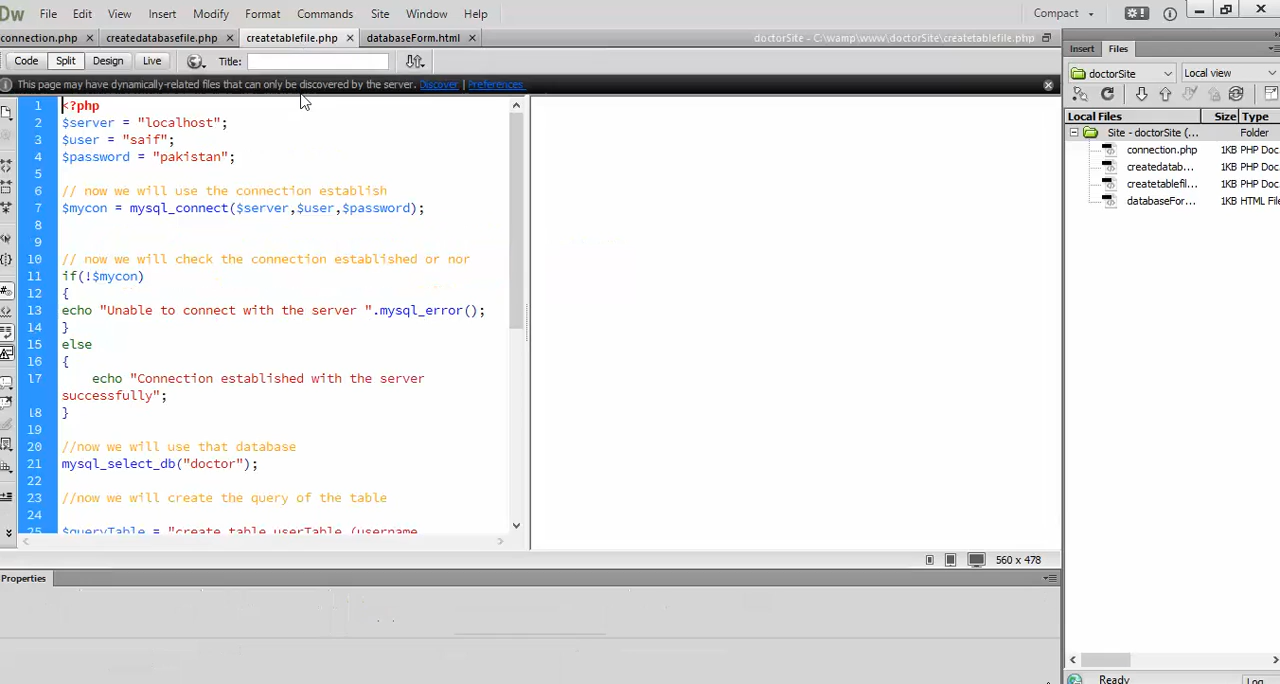 Dw File Edit View Insert Modify Format Commands Site Window Help Compact
connection.php createdatabasefile.php createtablefile.php databaseForm.html doctorSite - C:\wamp\www\doctorSite\createtablefile.php
Code Split Design Live Title:
This page may have dynamically-related files that can only be discovered by the server. Discover | Preferences
1 <?php
2 $server = "localhost";
3 $user = "saif";
4 $password = "pakistan";
5
6 // now we will use the connection establish
7 $mycon = mysql_connect($server,$user,$password);
8
9
10 // now we will check the connection established or nor
11 if(!$mycon)
12 {
13 echo "Unable to connect with the server ".mysql_error();
14 }
15 else
16 {
17 echo "Connection established with the server
successfully";
18 }
19
20 //now we will use that database
21 mysql_select_db("doctor");
22
23 //now we will create the query of the table
24
25 $queryTable = "create table userTable (username
560 x 478
Properties
Insert Files
doctorSite Local view
Local Files Size Type
Site - doctorSite (... Folder
connection.php 1KB PHP Doc.
createdatab... 1KB PHP Doc.
createtablefil... 1KB PHP Doc.
databaseFor... 1KB HTML File
Ready Log